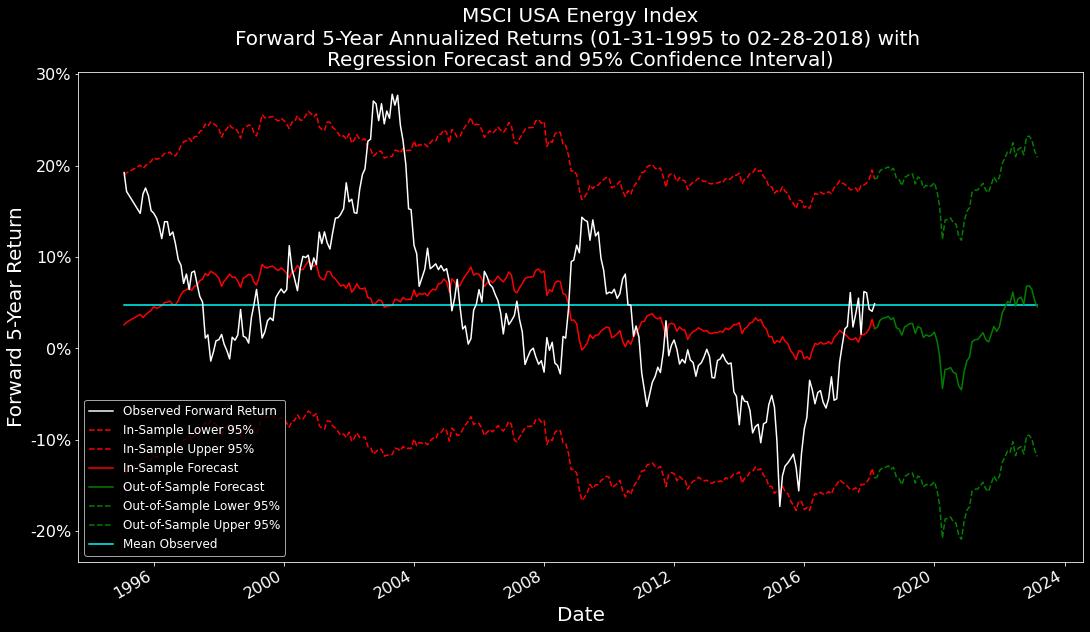 MSCI USA Energy Index
Forward 5-Year Annualized Returns (01-31-1995 to 02-28-2018) with
Regression Forecast and 95% Confidence Interval)
Forward 5-Year Return
30%
20%
10%
0%
-10%
-20%
Observed Forward Return
In-Sample Lower 95%
In-Sample Upper 95%
In-Sample Forecast
Out-of-Sample Forecast
Out-of-Sample Lower 95%
Out-of-Sample Upper 95%
Mean Observed
1996
2000
2004
2008
2012
2016
2020
2024
Date